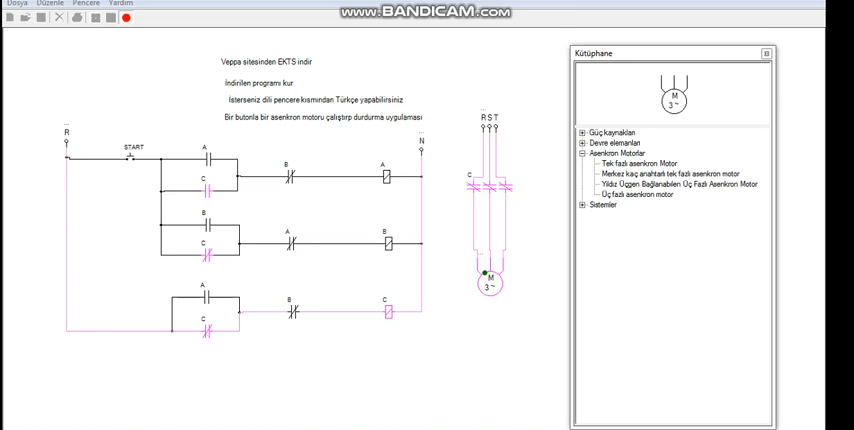 Dosya Düzenle Pencere Yardım
www.BANDICAM.com
Veppa sitesinden EKTS indir
İndirilen programı kur
İsterseniz dili pencere kısmından Türkçe yapabilirsiniz
Bir butonla bir asenkron motoru çalıştırp durdurma uygulaması
R
START
A
C
B
A
N
B
C
A
B
A
C
B
C
R S T
C
M
3 ~
Kütüphane
M
3 ~
Güç kaynakları
Devre elemanları
Asenkron Motorlar
Tek fazlı asenkron Motor
Merkez kaç anahtarlı tek fazlı asenkron motor
Yıldız Üçgen Bağlanabilen Üç Fazlı Asenkron Motor
Üç fazlı asenkron motor
Sistemler